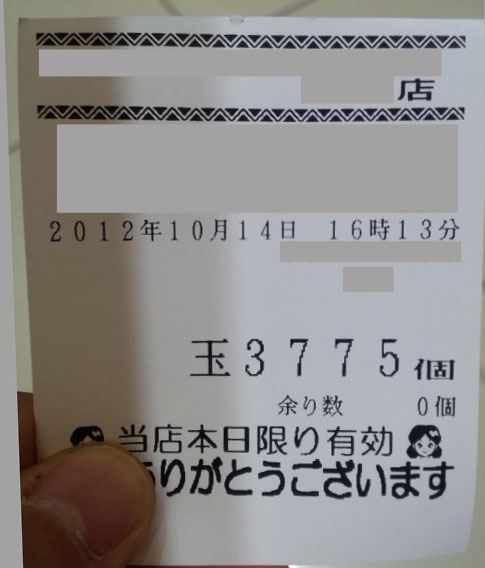 店
2012年10月14日 16時13分
玉3775個
余り数 0個
当店本日限り有効
りがとうございます